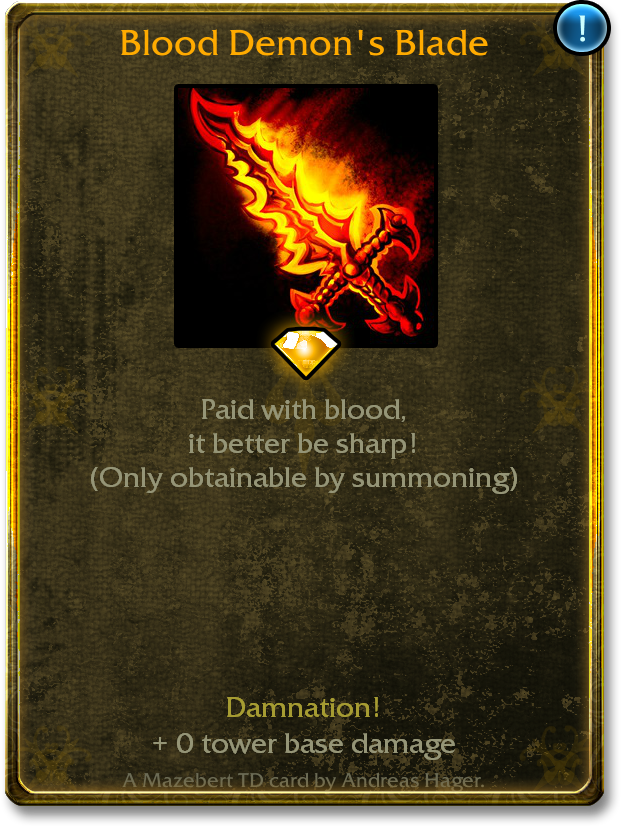 Blood Demon's Blade
!
Paid with blood,
it better be sharp!
(Only obtainable by summoning)
Damnation!
+ 0 tower base damage
A Mazebert TD card by Andreas Hager.